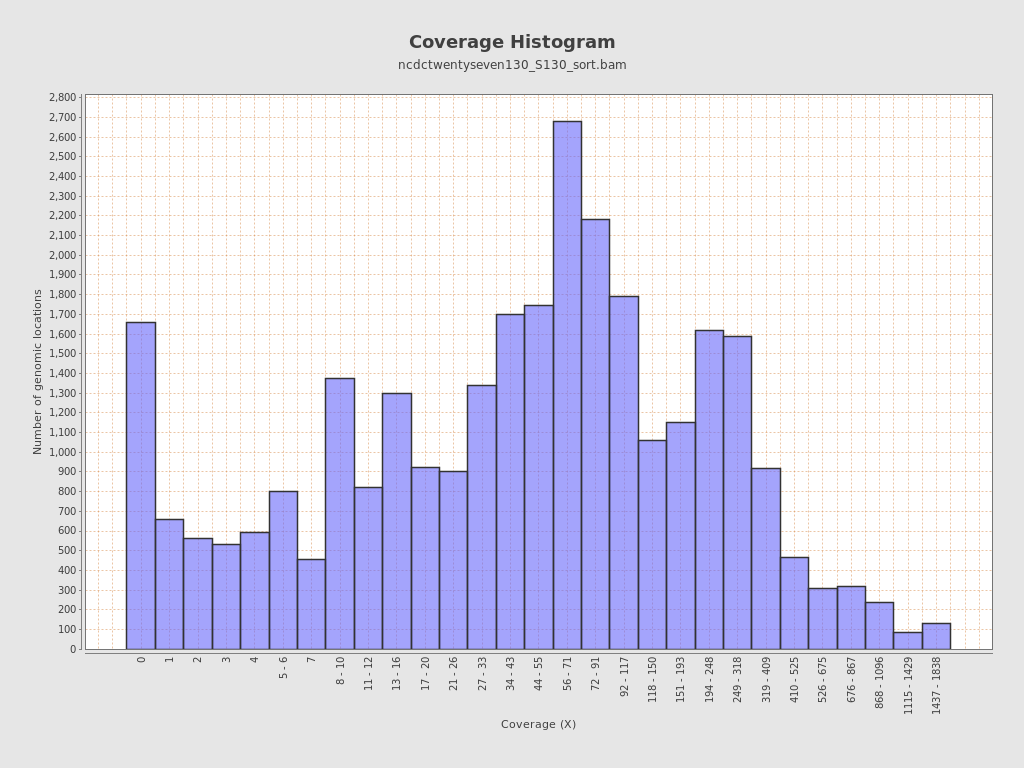 Coverage Histogram
ncdctwentyseven130_S130_sort.bam
2,800
2,700
2,600
2,500
2,400
2,300
2,200
2,100
2,000
1,900
1,800
1,700
1,600
1,500
1,400
1,300
1,200
1,100
1,000
900
800
700
600
500
400
300
200
100
0
Number of genomic locations
0
1
2
3
4
5 - 6
7
8 - 10
11 - 12
13 - 16
17 - 20
21 - 26
27 - 33
34 - 43
44 - 55
56 - 71
72 - 91
92 - 117
118 - 150
151 - 193
194 - 248
249 - 318
319 - 409
410 - 525
526 - 675
676 - 867
868 - 1096
1115 - 1429
1437 - 1838
Coverage (X)